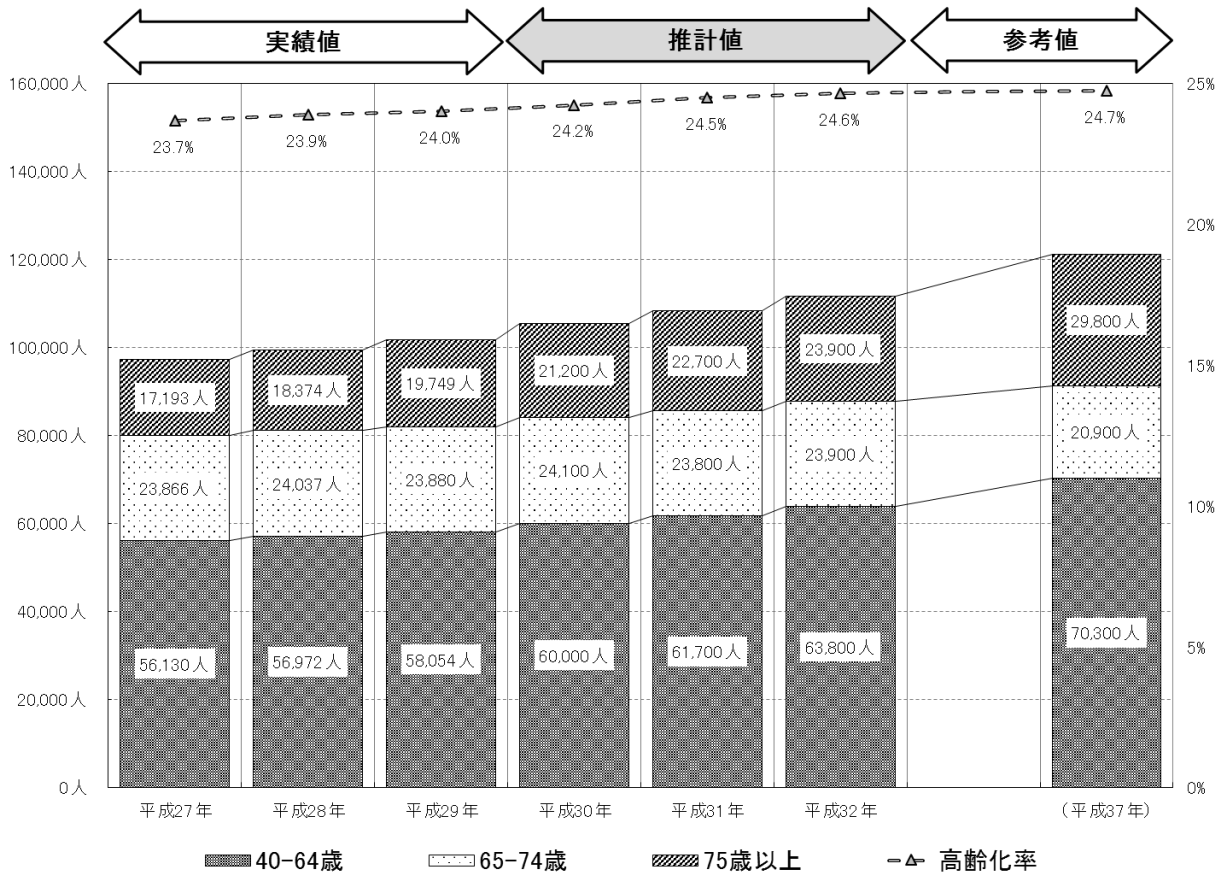 実績値 推計値 参考値
160,000人
140,000人
120,000人
100,000人
80,000人
60,000人
40,000人
20,000人
0人
25%
20%
15%
10%
5%
0%
23.7% 23.9% 24.0% 24.2% 24.5% 24.6% 24.7%
17,193人 18,374人 19,749人 21,200人 22,700人 23,900人 29,800人
23,866人 24,037人 23,880人 24,100人 23,800人 23,900人 20,900人
56,130人 56,972人 58,054人 60,000人 61,700人 63,800人 70,300人
平成27年 平成28年 平成29年 平成30年 平成31年 平成32年 (平成37年)
40-64歳 65-74歳 75歳以上 高齢化率